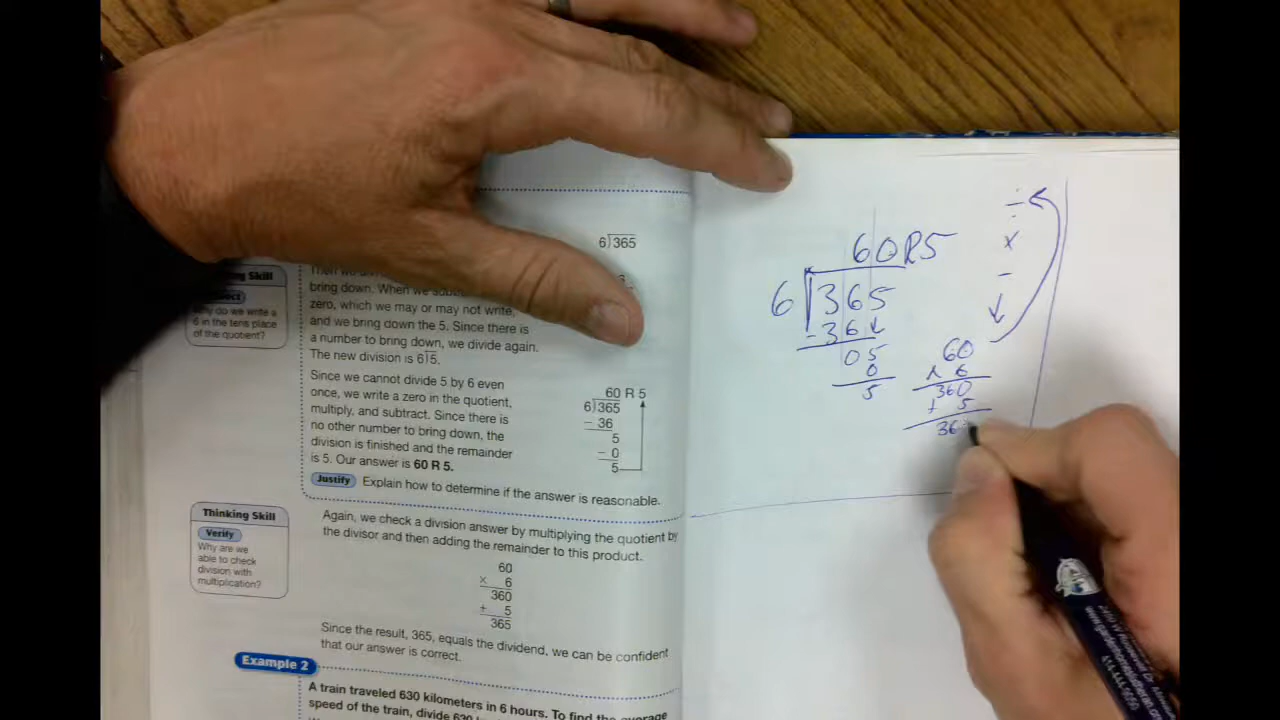 6)365
bring down. When we subtract
zero, which we may or may not write,
and we bring down the 5. Since there is
a number to bring down, we divide again.
The new division is 6)5.
Why do we write a
6 in the tens place
of the quotient?
Since we cannot divide 5 by 6 even
once, we write a zero in the quotient,
multiply, and subtract. Since there is
no other number to bring down, the
division is finished and the remainder
is 5. Our answer is 60 R 5.
60 R 5
6)365
− 36
5
− 0
5
Justify Explain how to determine if the answer is reasonable.
Thinking Skill
Verify
Why are we
able to check
division with
multiplication?
Again, we check a division answer by multiplying the quotient by
the divisor and then adding the remainder to this product.
60
× 6
360
+ 5
365
Since the result, 365, equals the dividend, we can be confident
that our answer is correct.
Example 2
A train traveled 630 kilometers in 6 hours. To find the average
speed of the train, divide 630
60R5
6)365
-36↓
05
0
5
÷
×
−
↓
60
× 6
360
+ 5
36